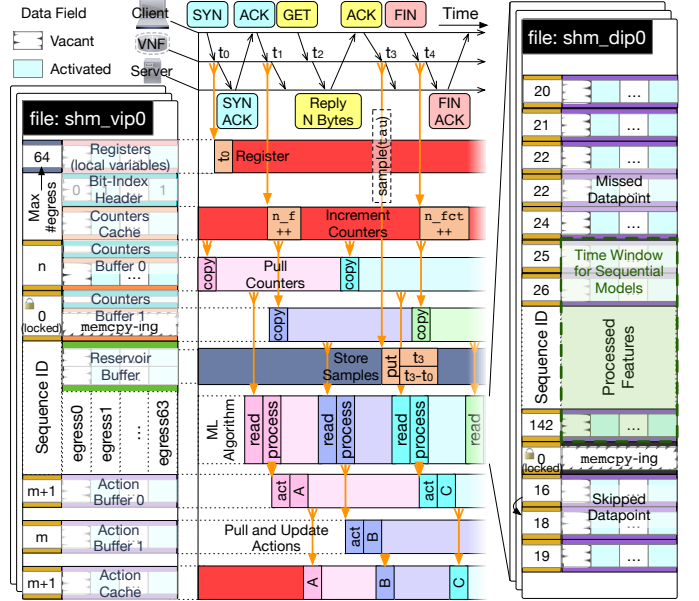 Data Field
Vacant
Activated
Client
VNF
Server
SYN
ACK
GET
ACK
FIN
Time
t0
t1
t2
t3
t4
SYN
ACK
Reply
N Bytes
FIN
ACK
file: shm_vip0
64
Registers
(local variables)
Max
#egress
0
0
1
Bit-Index
Header
Counters
Cache
n
Counters
Buffer 0
...
0
(locked)
Counters
Buffer 1
memcpy-ing
Reservoir
Buffer
Sequence ID
egress0
egress1
...
egress63
m+1
Action
Buffer 0
m
Action
Buffer 1
m+1
Action
Cache
t0
Register
sample(tau)
n_f
++
Increment
Counters
n_fct
++
copy
Pull
Counters
copy
copy
copy
Store
Samples
put
t3
t3-t0
ML
Algorithm
read
process
read
process
read
process
read
act
A
act
C
Pull and Update
Actions
act
B
A
B
C
file: shm_dip0
20
...
21
22
22
Missed
Datapoint
24
25
Time Window
for Sequential
Models
26
Sequence ID
Processed
Features
142
...
0
(locked)
memcpy-ing
16
Skipped
Datapoint
18
19
...